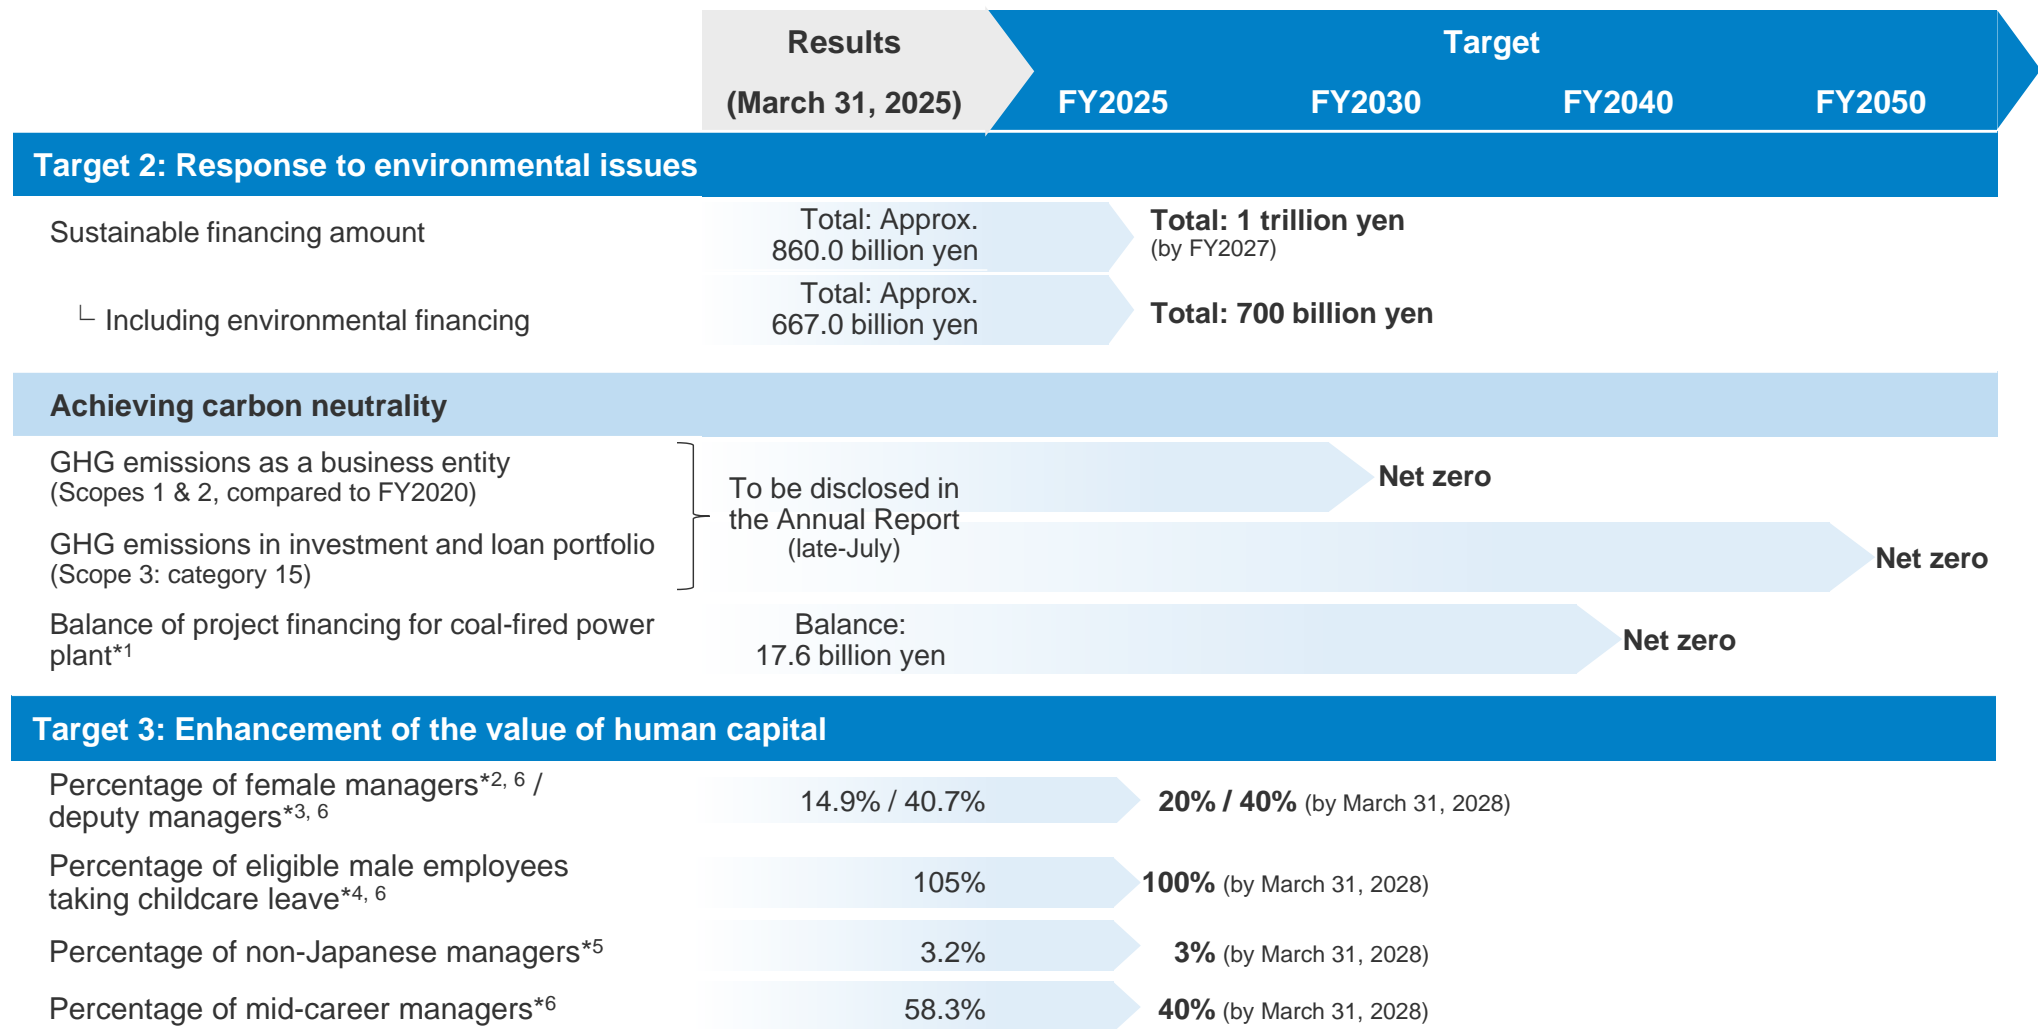 Results
(March 31, 2025)
Target
FY2025 FY2030 FY2040 FY2050
Target 2: Response to environmental issues
Sustainable financing amount
Total: Approx.
860.0 billion yen
Total: 1 trillion yen
(by FY2027)
Including environmental financing
Total: Approx.
667.0 billion yen
Total: 700 billion yen
Achieving carbon neutrality
GHG emissions as a business entity
(Scopes 1 & 2, compared to FY2020)
Net zero
To be disclosed in
the Annual Report
(late-July)
GHG emissions in investment and loan portfolio
(Scope 3: category 15)
Net zero
Balance of project financing for coal-fired power
plant*1
Balance:
17.6 billion yen
Net zero
Target 3: Enhancement of the value of human capital
Percentage of female managers*2, 6 /
deputy managers*3, 6
14.9% / 40.7%
20% / 40% (by March 31, 2028)
Percentage of eligible male employees
taking childcare leave*4, 6
105%
100% (by March 31, 2028)
Percentage of non-Japanese managers*5
3.2%
3% (by March 31, 2028)
Percentage of mid-career managers*6
58.3%
40% (by March 31, 2028)